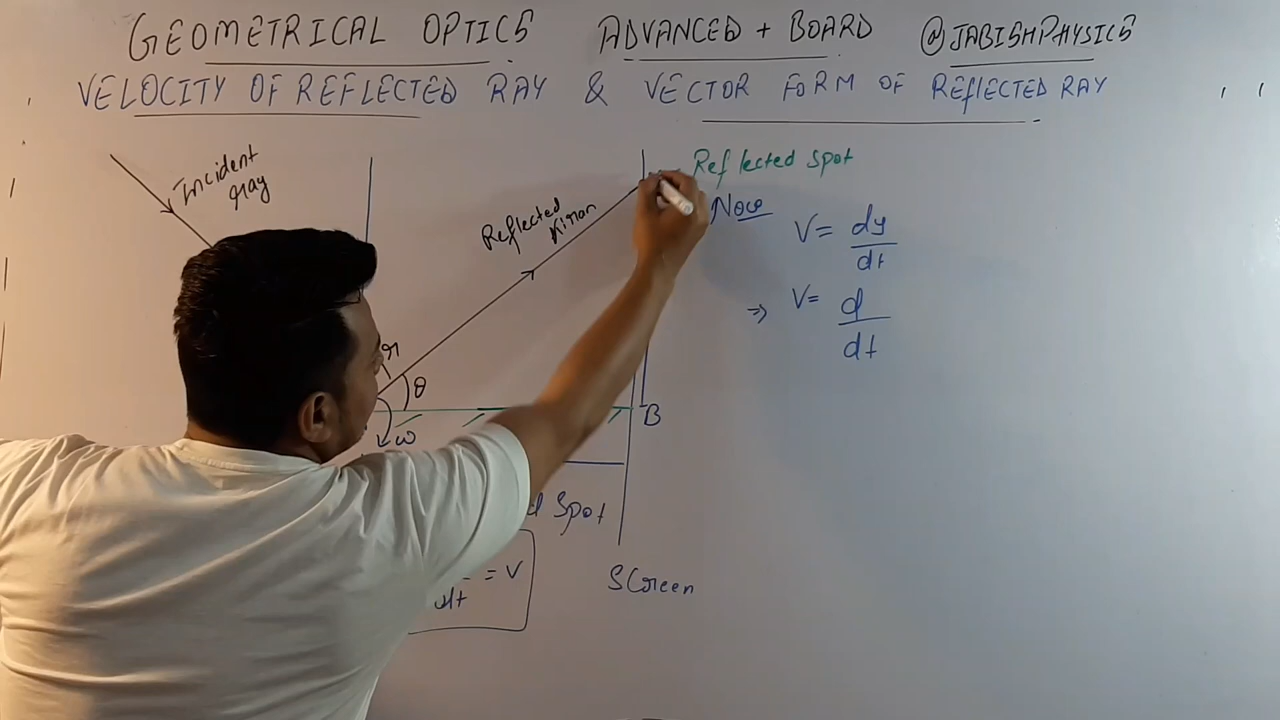 GEOMETRICAL OPTICS ADVANCED + BOARD @JABISHPHYSICS
VELOCITY OF REFLECTED RAY & VECTOR FORM OF REFLECTED RAY
Incident
ray
Reflected Spot
Reflected
Now
V = dy/dt
⇒ V = d/dt
r
θ
ω
B
Spot
= V
dt
Screen